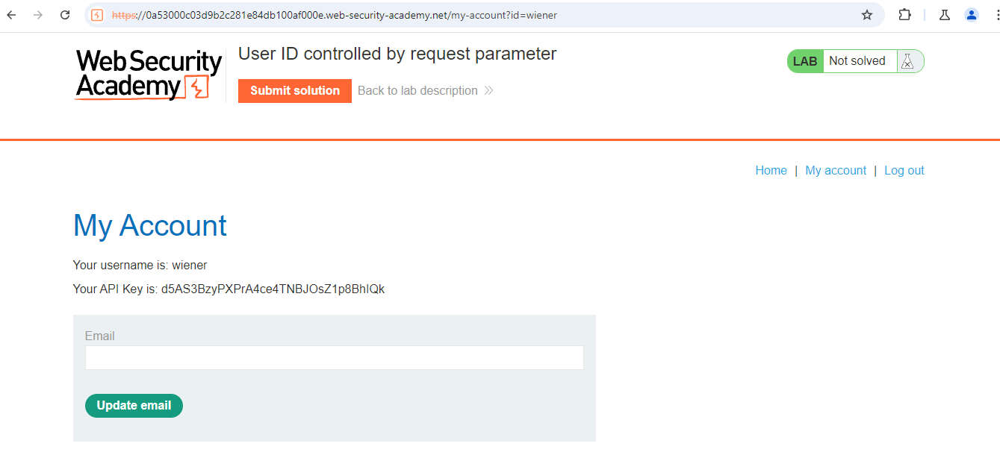 https://0a53000c03d9b2c281e84db100af000e.web-security-academy.net/my-account?id=wiener
WebSecurity
Academy
User ID controlled by request parameter
Submit solution
Back to lab description
LAB
Not solved
Home | My account | Log out
My Account
Your username is: wiener
Your API Key is: d5AS3BzyPXPrA4ce4TNBJOsZ1p8BhIQk
Email
Update email